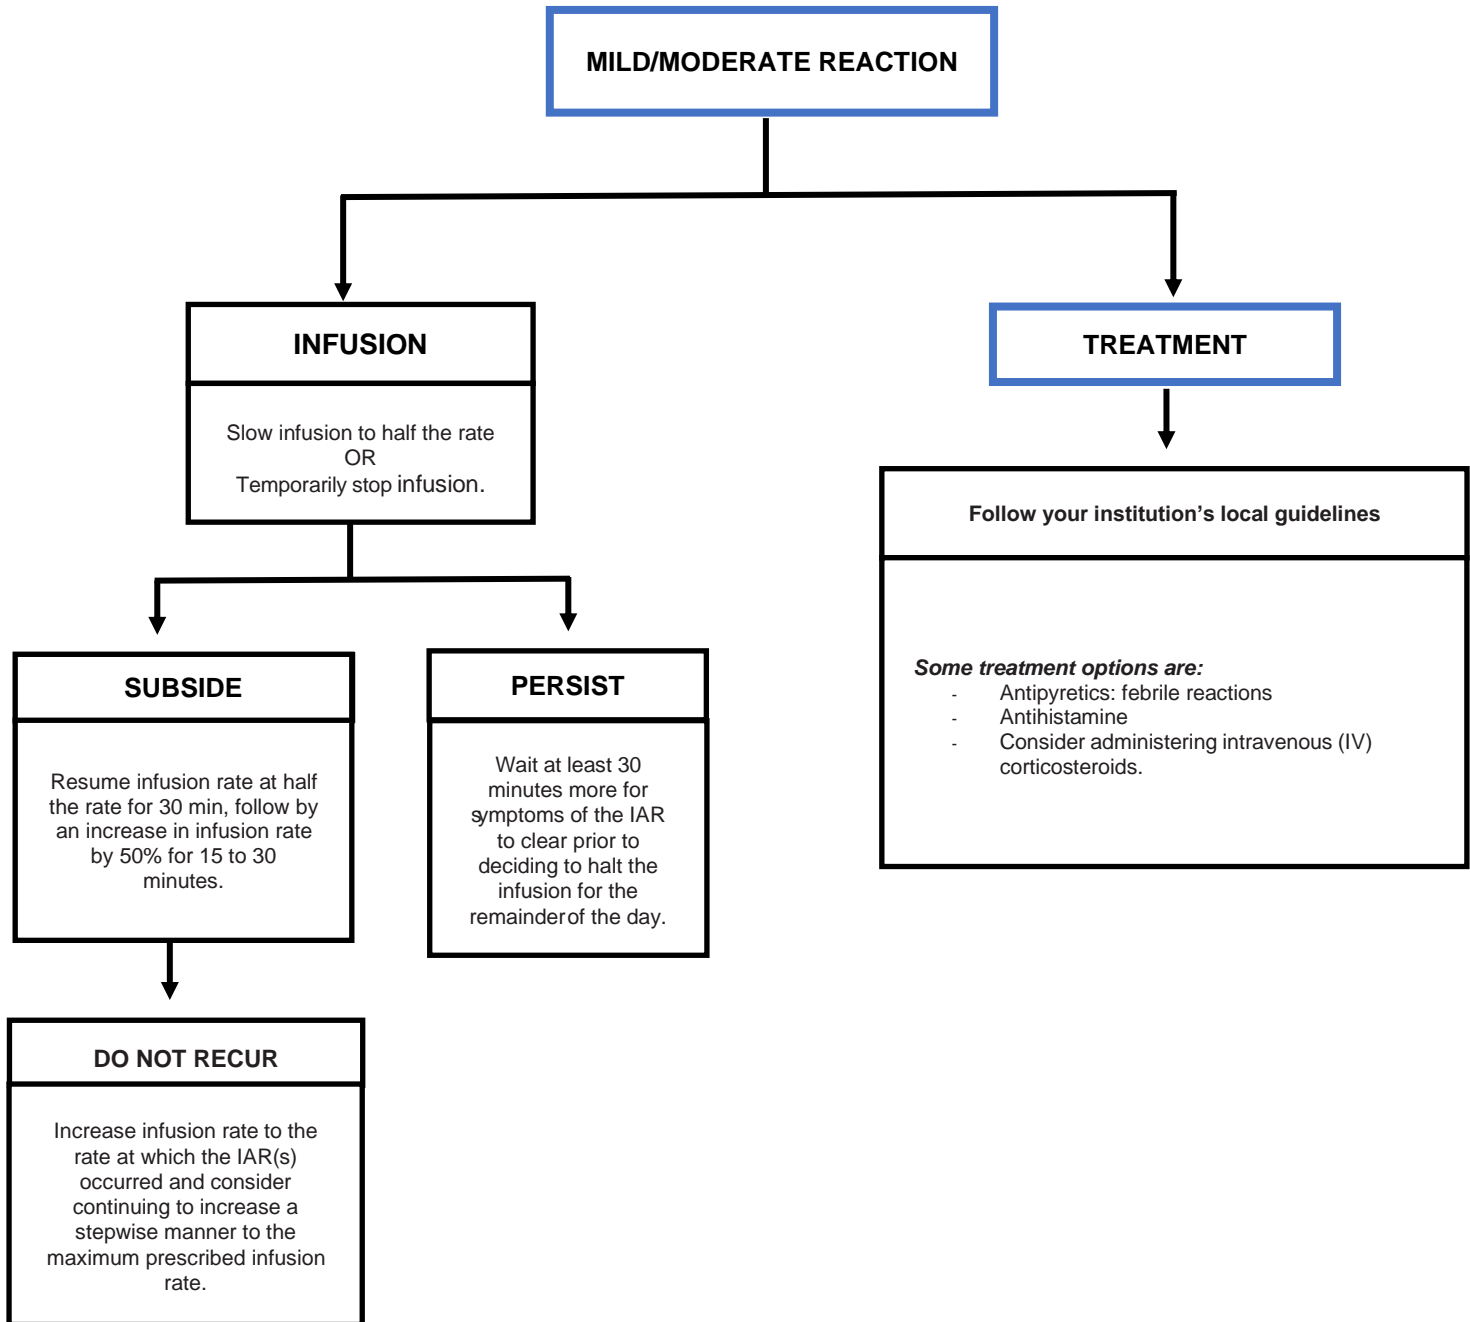 MILD/MODERATE REACTION
INFUSION
Slow infusion to half the rate
OR
Temporarily stop infusion.
SUBSIDE
Resume infusion rate at half
the rate for 30 min, follow by
an increase in infusion rate
by 50% for 15 to 30
minutes.
PERSIST
Wait at least 30
minutes more for
symptoms of the IAR
to clear prior to
deciding to halt the
infusion for the
remainder of the day.
DO NOT RECUR
Increase infusion rate to the
rate at which the IAR(s)
occurred and consider
continuing to increase a
stepwise manner to the
maximum prescribed infusion
rate.
TREATMENT
Follow your institution’s local guidelines
Some treatment options are:
- Antipyretics: febrile reactions
- Antihistamine
- Consider administering intravenous (IV)
corticosteroids.